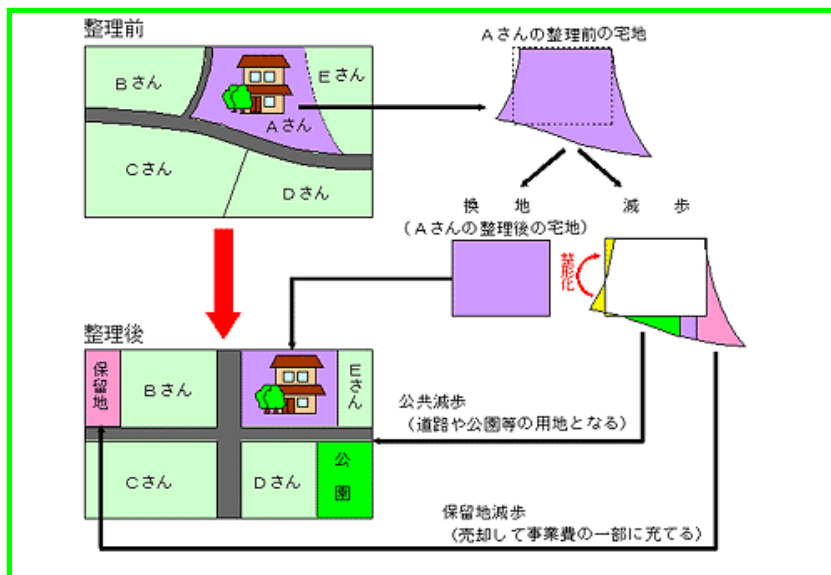 整理前
Aさんの整理前の宅地
Bさん
Eさん
Aさん
Cさん
Dさん
換　地
(Aさんの整理後の宅地)
減　歩
整形化
整理後
保留地
Bさん
Eさん
公共減歩
(道路や公園等の用地となる)
Cさん
Dさん
公園
保留地減歩
(売却して事業費の一部に充てる)